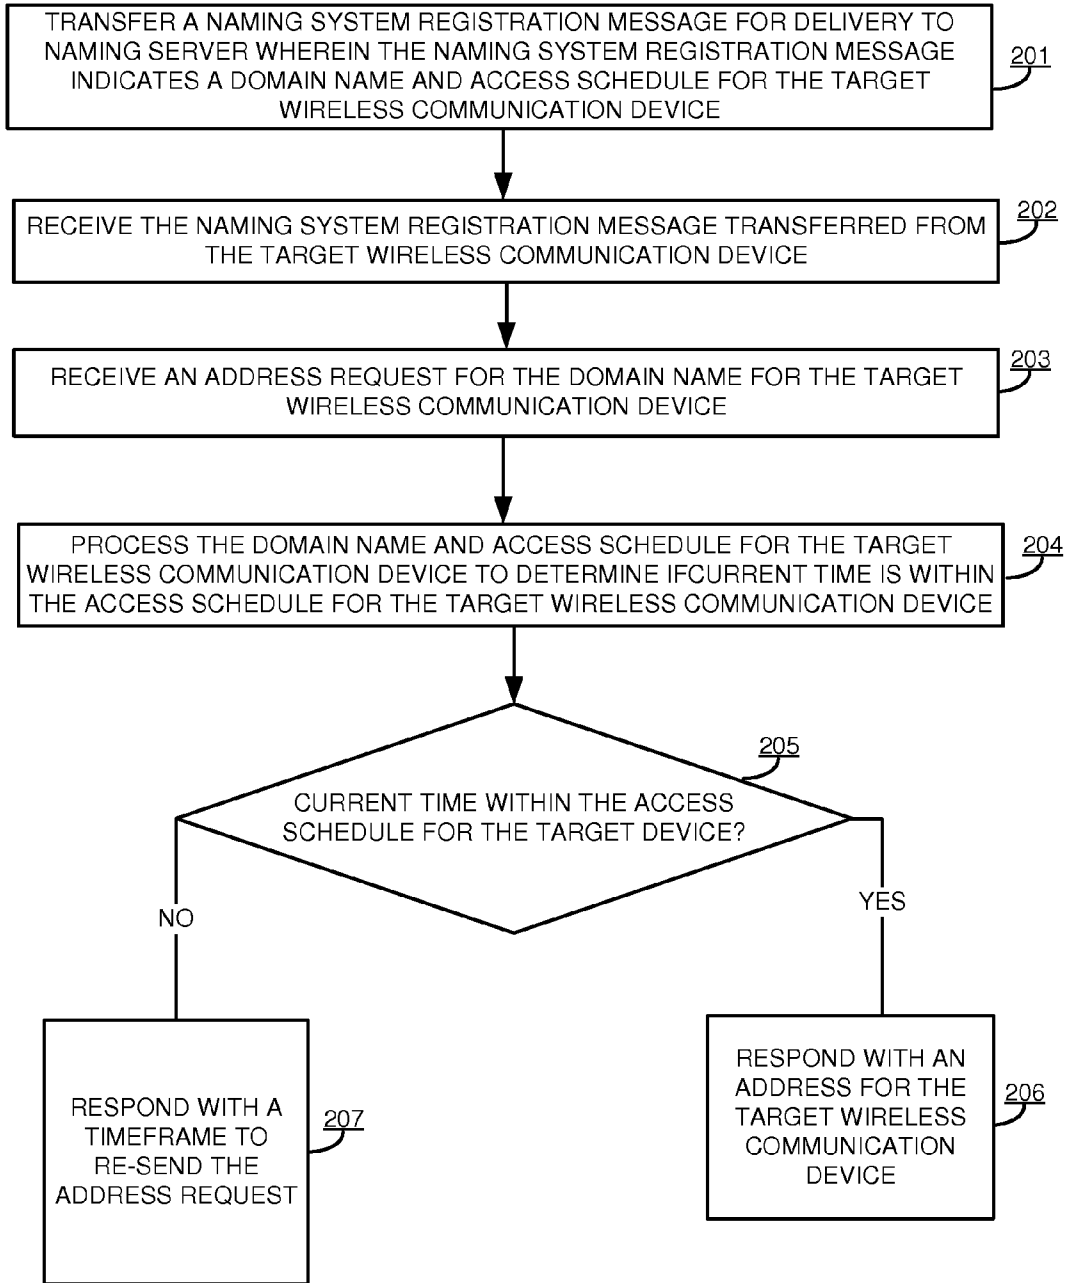 TRANSFER A NAMING SYSTEM REGISTRATION MESSAGE FOR DELIVERY TO
NAMING SERVER WHEREIN THE NAMING SYSTEM REGISTRATION MESSAGE
INDICATES A DOMAIN NAME AND ACCESS SCHEDULE FOR THE TARGET
WIRELESS COMMUNICATION DEVICE
201
RECEIVE THE NAMING SYSTEM REGISTRATION MESSAGE TRANSFERRED FROM
THE TARGET WIRELESS COMMUNICATION DEVICE
202
RECEIVE AN ADDRESS REQUEST FOR THE DOMAIN NAME FOR THE TARGET
WIRELESS COMMUNICATION DEVICE
203
PROCESS THE DOMAIN NAME AND ACCESS SCHEDULE FOR THE TARGET
WIRELESS COMMUNICATION DEVICE TO DETERMINE IFCURRENT TIME IS WITHIN
THE ACCESS SCHEDULE FOR THE TARGET WIRELESS COMMUNICATION DEVICE
204
CURRENT TIME WITHIN THE ACCESS
SCHEDULE FOR THE TARGET DEVICE?
205
NO
YES
RESPOND WITH A
TIMEFRAME TO
RE-SEND THE
ADDRESS REQUEST
207
RESPOND WITH AN
ADDRESS FOR THE
TARGET WIRELESS
COMMUNICATION
DEVICE
206